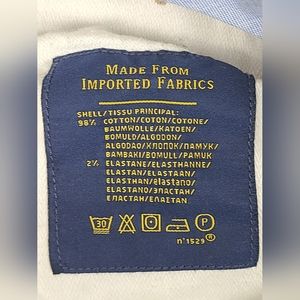 MADE FROM
IMPORTED FABRICS
SHELL/TISSU PRINCIPAL:
98% COTTON/COTON/COTONE/
BAUMWOLLE/KATOEN/
BOMULD/ALGODON/
ALGODAO/ХЛОПОК/ПАМУК/
BAMBAKI/BOMULL/PAMUK
2% ELASTANE/ELASTHANNE/
ELASTAN/ELASTAAN/
ELASTHAN/elastano/
ELASTANO/ЭЛАСТАН/
ЕЛАСТАН/ΕΛΑΣΤΑΝ
30
P
n°1529